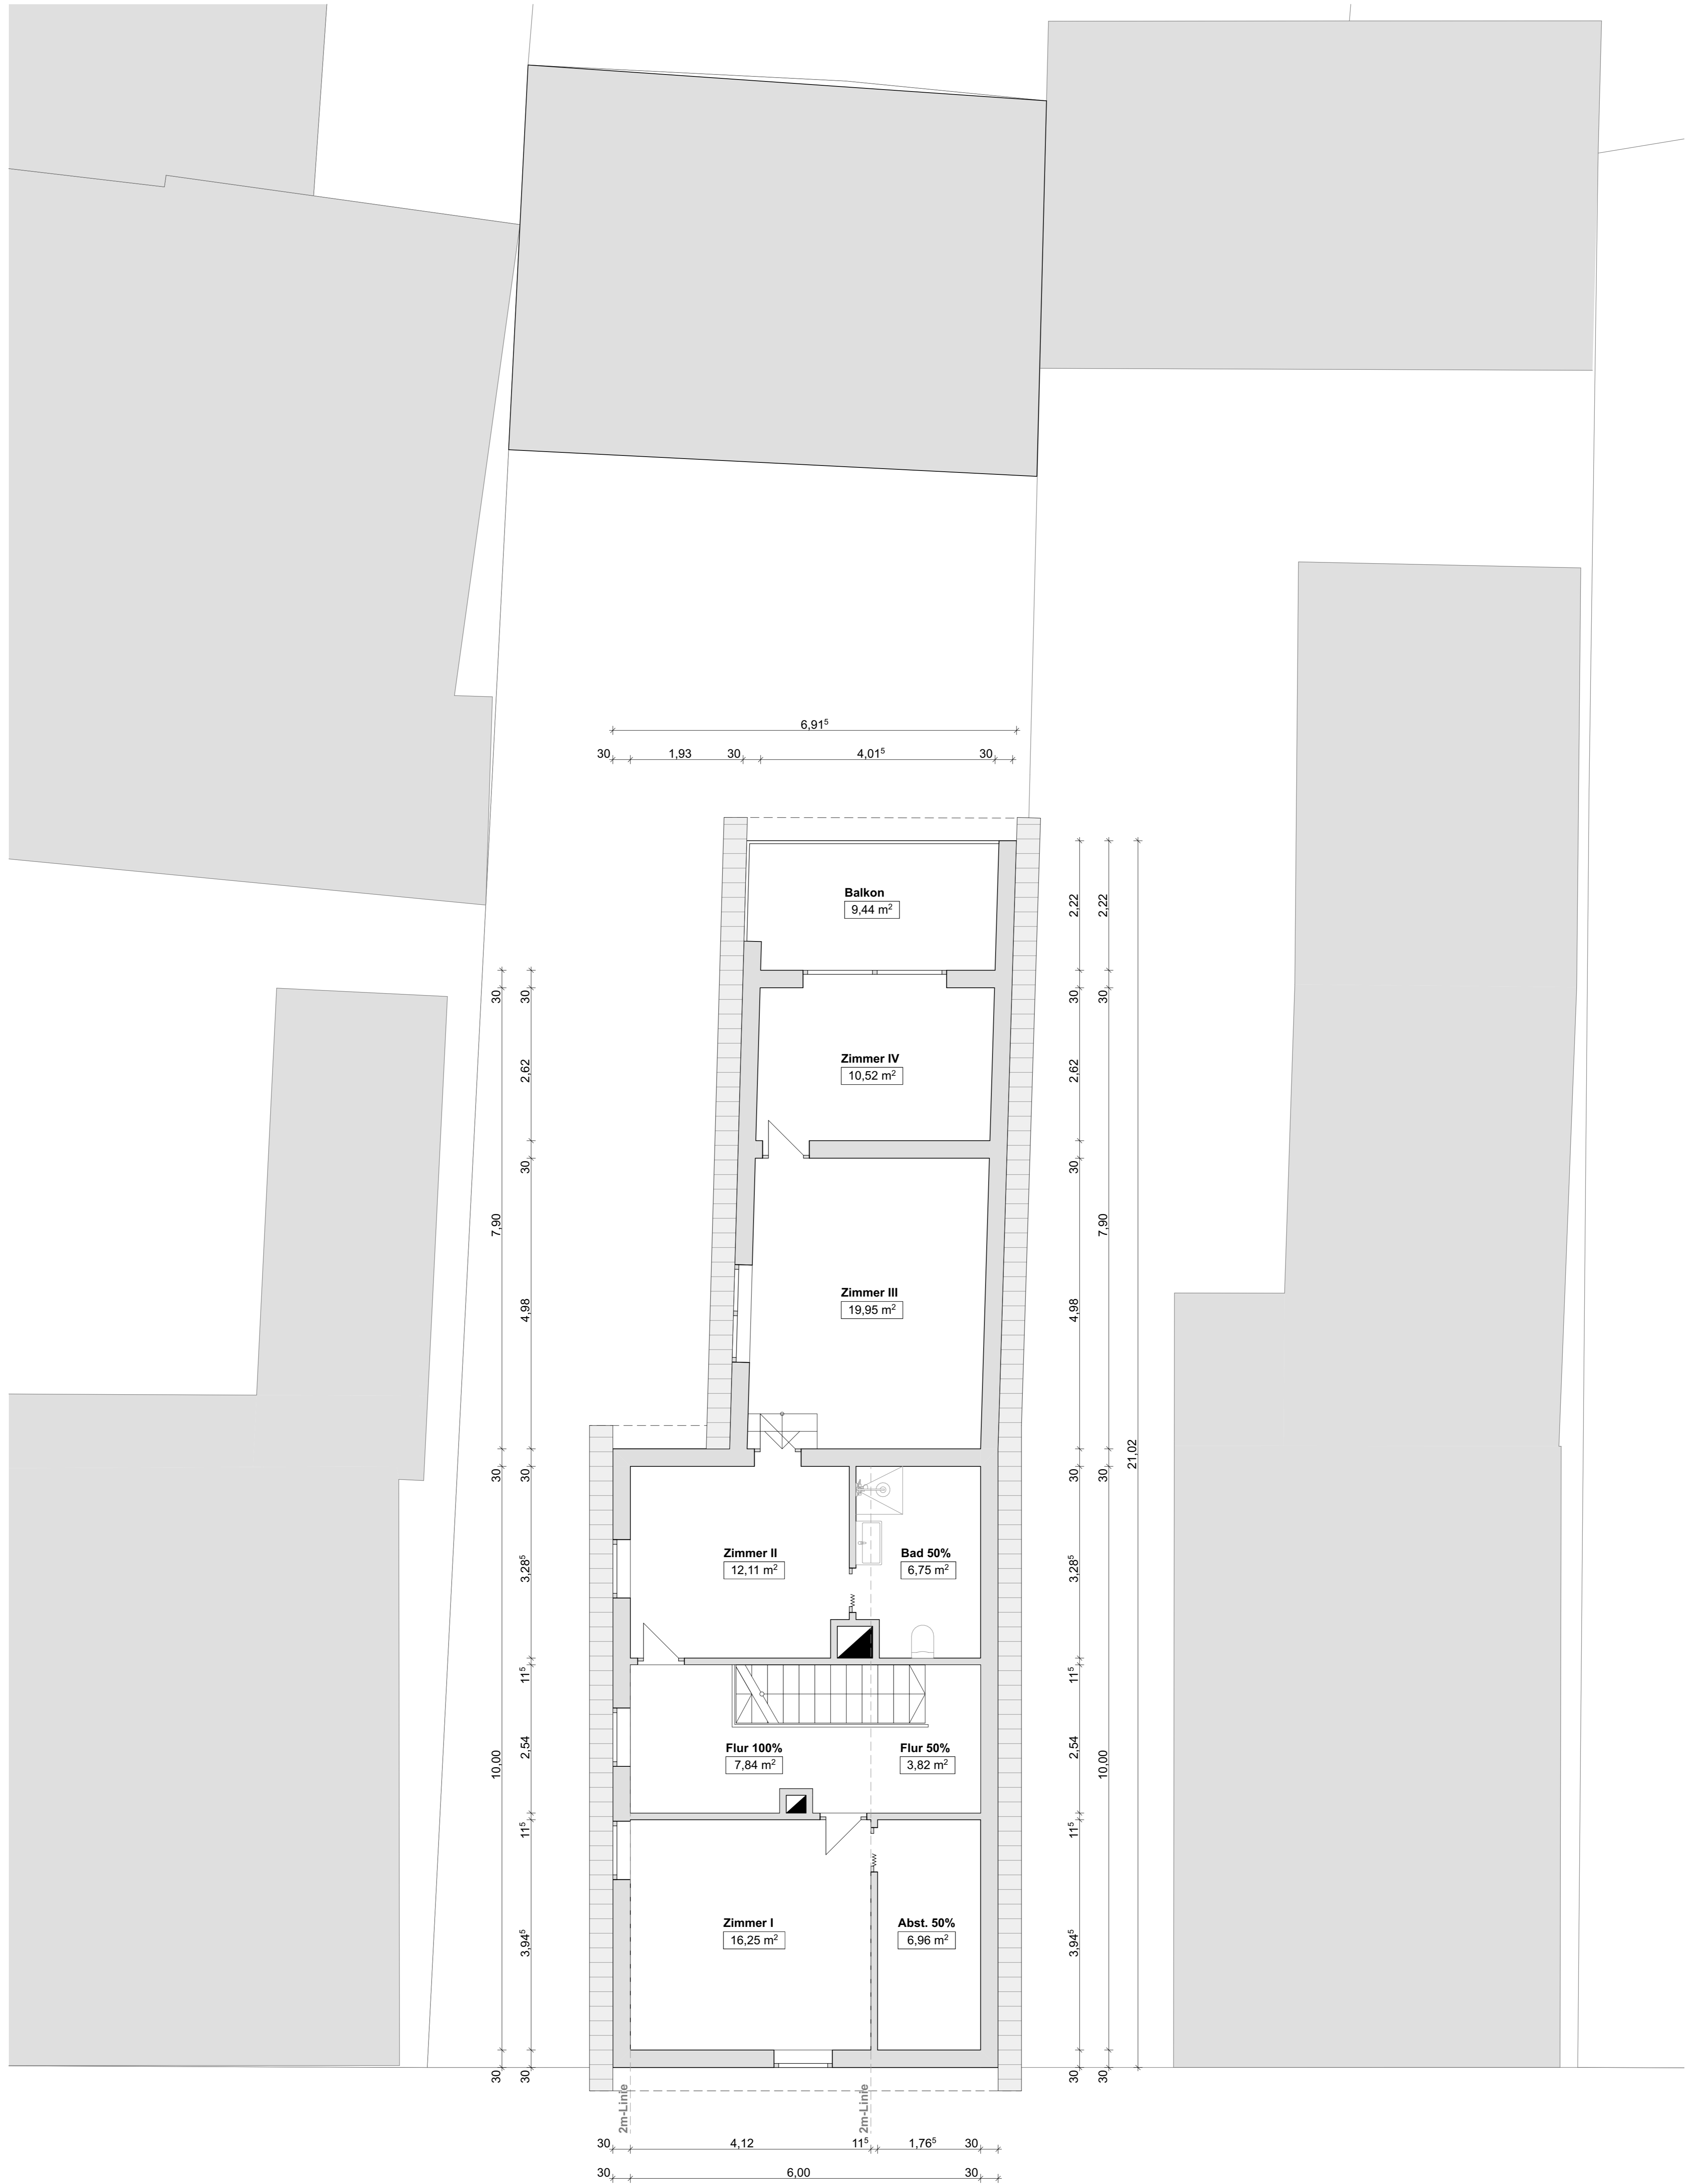 6,91⁵
30 1,93 30 4,01⁵ 30
Balkon
9,44 m²
2,22
2,22
30
30
30
30
Zimmer IV
10,52 m²
2,62
2,62
30
30
7,90
7,90
Zimmer III
19,95 m²
4,98
4,98
21,02
30
30
30
30
Zimmer II
12,11 m²
Bad 50%
6,75 m²
3,28⁵
3,28⁵
11⁵
11⁵
Flur 100%
7,84 m²
Flur 50%
3,82 m²
10,00
2,54
2,54
10,00
11⁵
11⁵
Zimmer I
16,25 m²
Abst. 50%
6,96 m²
3,94⁵
3,94⁵
30
30
30
30
2m-Linie
2m-Linie
30 4,12 11⁵ 1,76⁵ 30
30 6,00 30